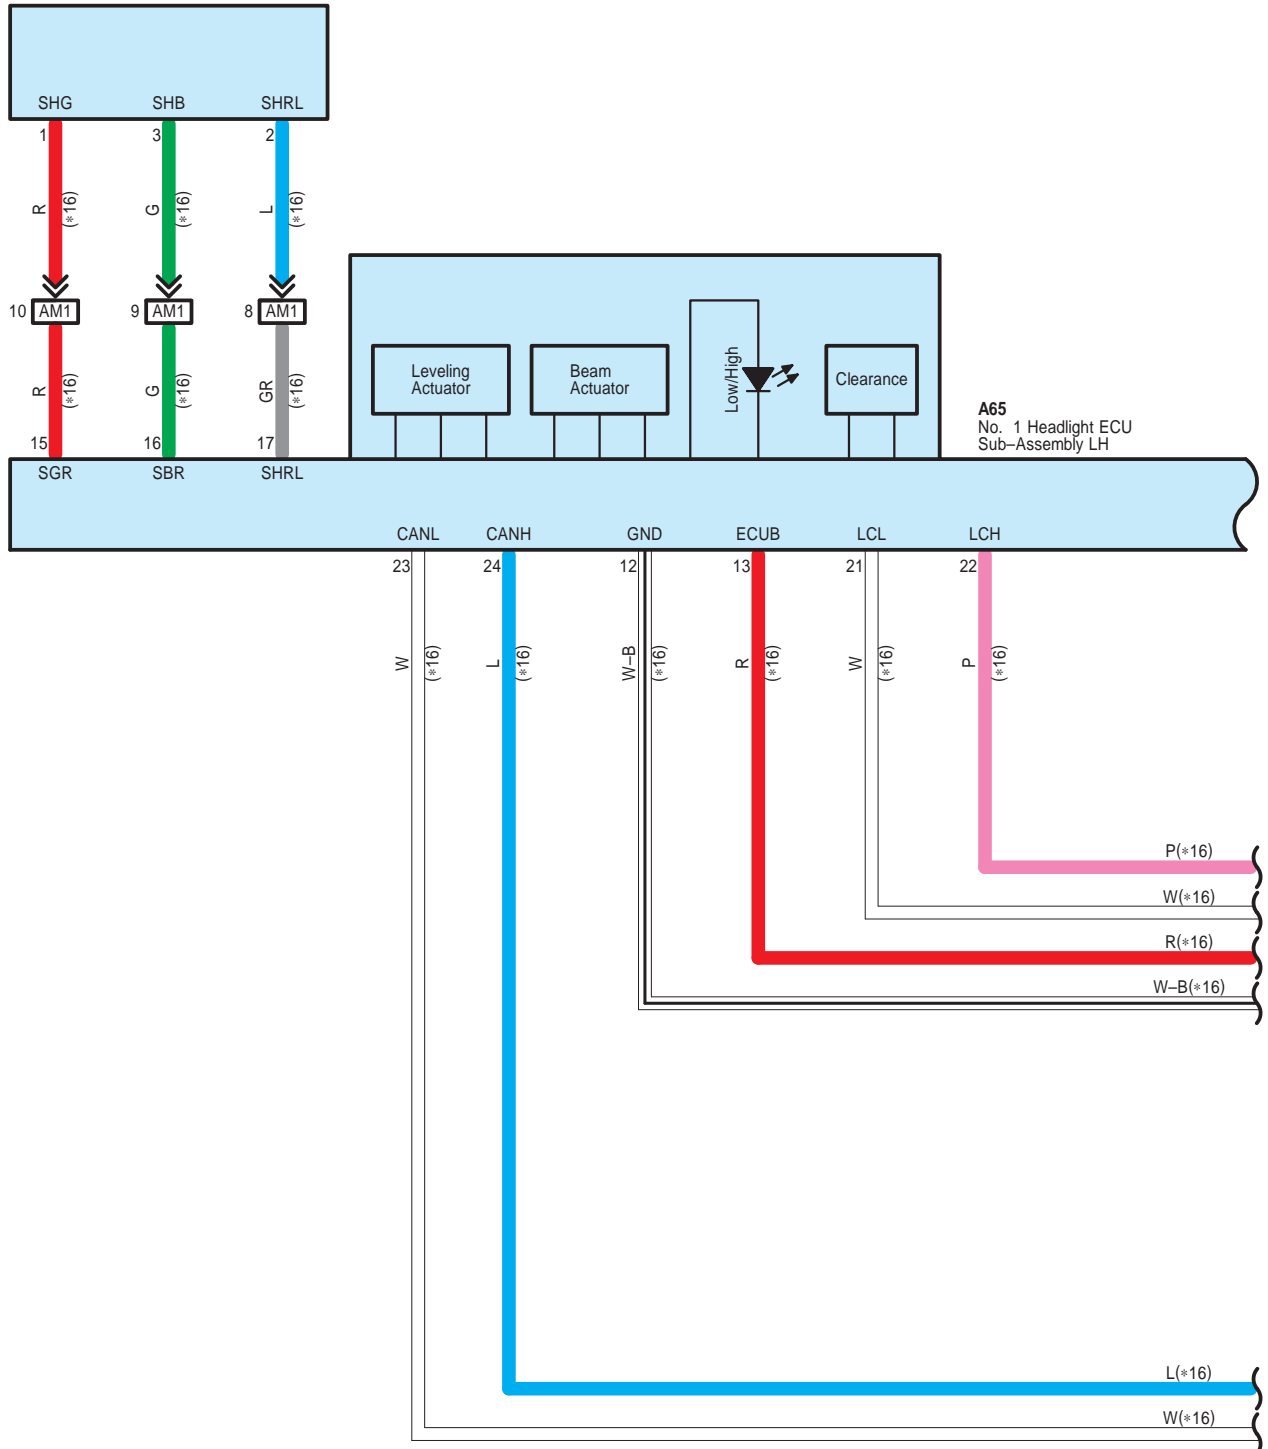 SHG SHB SHRL
1 3 2
R (*16) G (*16) L (*16)
10 AM1 9 AM1 8 AM1
Leveling
Actuator
Beam
Actuator
Low/High
Clearance
R (*16) G (*16) GR (*16)
A65
No. 1 Headlight ECU
Sub–Assembly LH
15 16 17
SGR SBR SHRL
CANL CANH GND ECUB LCL LCH
23 24 12 13 21 22
W (*16) L (*16) W–B (*16) R (*16) W (*16) P (*16)
P(*16)
W(*16)
R(*16)
W–B(*16)
L(*16)
W(*16)